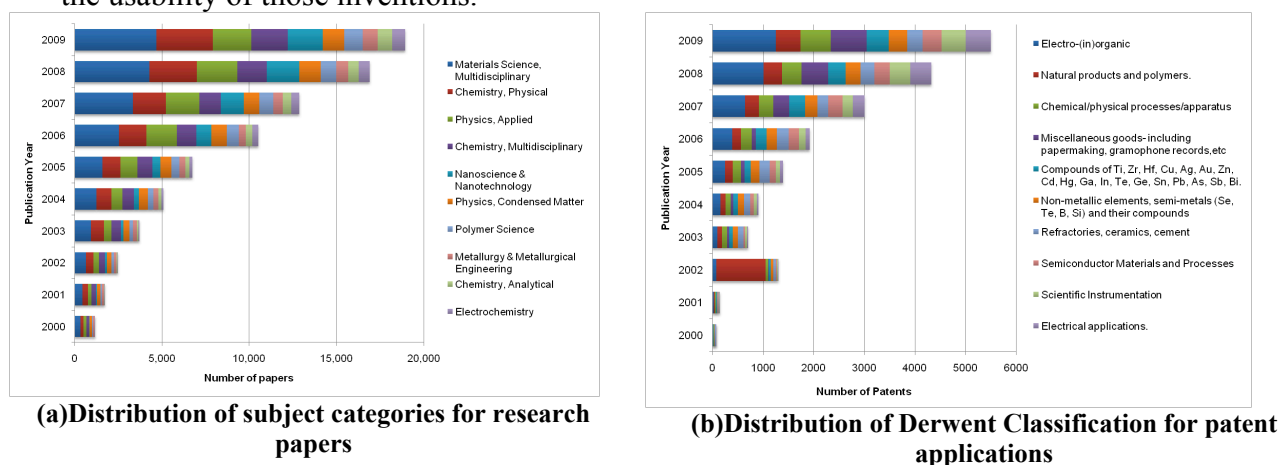 the usability of those inventions.
2009
2008
2007
2006
2005
2004
2003
2002
2001
2000
Publication Year
0 5,000 10,000 15,000 20,000
Number of papers
Materials Science,
Multidisciplinary
Chemistry, Physical
Physics, Applied
Chemistry, Multidisciplinary
Nanoscience &
Nanotechnology
Physics, Condensed Matter
Polymer Science
Metallurgy & Metallurgical
Engineering
Chemistry, Analytical
Electrochemistry
(a)Distribution of subject categories for research
papers
2009
2008
2007
2006
2005
2004
2003
2002
2001
2000
Publication Year
0 1000 2000 3000 4000 5000 6000
Number of Patents
Electro-(in)organic
Natural products and polymers.
Chemical/physical processes/apparatus
Miscellaneous goods- including
papermaking, gramophone records,etc
Compounds of Ti, Zr, Hf, Cu, Ag, Au, Zn,
Cd, Hg, Ga, In, Te, Ge, Sn, Pb, As, Sb, Bi.
Non-metallic elements, semi-metals (Se,
Te, B, Si) and their compounds
Refractories, ceramics, cement
Semiconductor Materials and Processes
Scientific Instrumentation
Electrical applications.
(b)Distribution of Derwent Classification for patent
applications